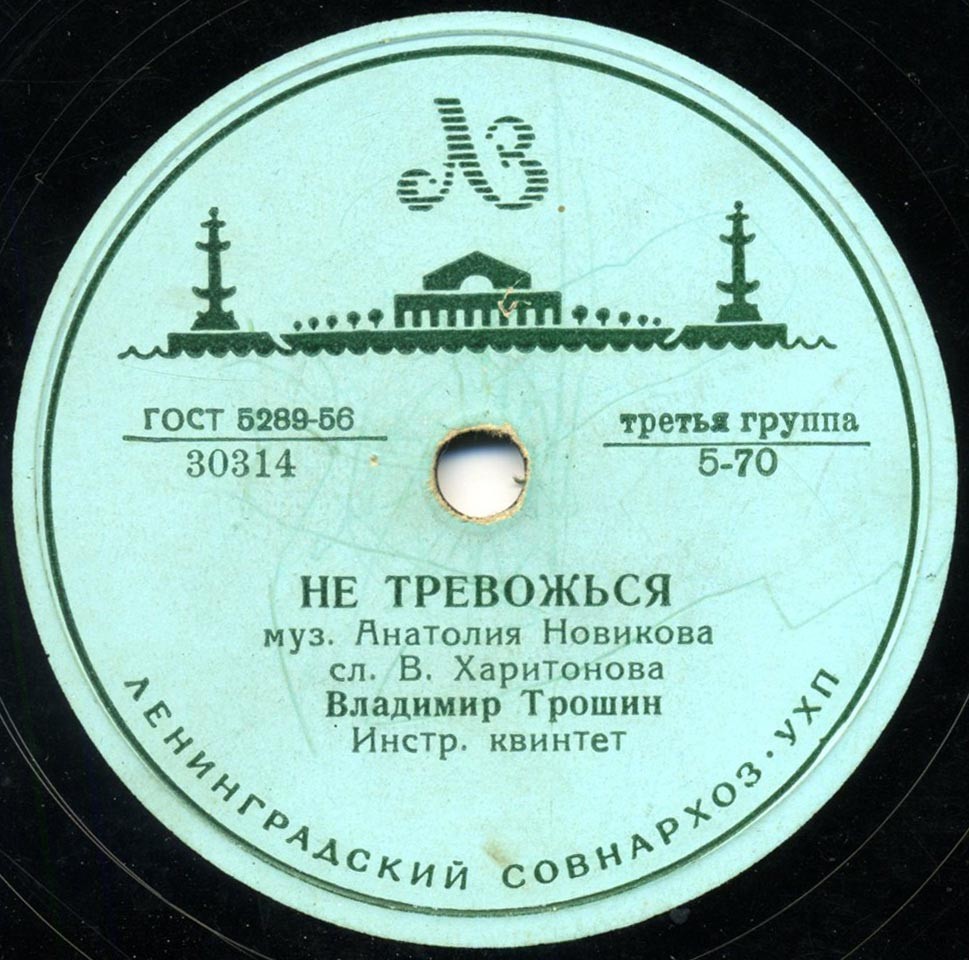 ЛЗ
ГОСТ 5289-56
30314
третья группа
5-70
НЕ ТРЕВОЖЬСЯ
муз. Анатолия Новикова
сл. В. Харитонова
Владимир Трошин
Инстр. квинтет
ЛЕНИНГРАДСКИЙ СОВНАРХОЗ · УХП